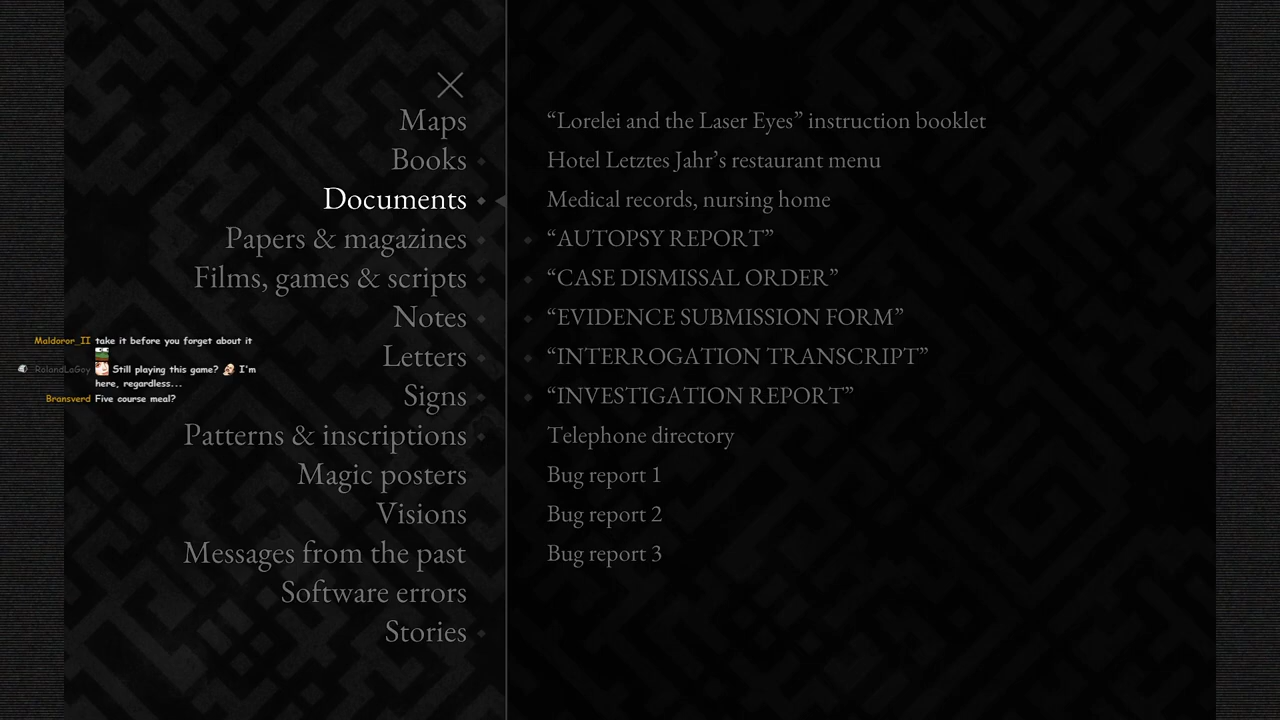 Maps
Books
Documents
Papers & magazines
Films, games & scripts
Notes
Letters
Signs
Patterns & inscriptions
Magic posters
Visions
Messages from the past
Software errors
Stories
“Lorelei and the Laser Eyes” instruction booklet
Hotel Letztes Jahr’s restaurant menu
Medical records, nursing home
“AUTOPSY REPORT”
“CASE DISMISSAL ORDER”
“EVIDENCE SUBMISSION FORM”
“INTERROGATION TRANSCRIPT”
“INVESTIGATION REPORT”
Telephone directory
Bug report 1
Bug report 2
Bug report 3
Maldoror_II take it before you forget about it
RolandLaGoy Still playing this game? I'm
here, regardless...
Bransverd Five course meal?